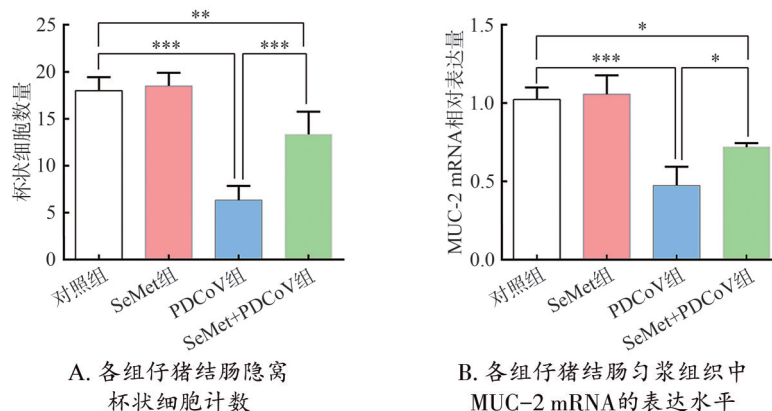 **
***
***
25
20
15
10
5
0
杯状细胞数量
对照组
SeMet组
PDCoV组
SeMet+PDCoV组
A. 各组仔猪结肠隐窝
杯状细胞计数
*
***
*
1.5
1.0
0.5
0.0
MUC-2 mRNA相对表达量
对照组
SeMet组
PDCoV组
SeMet+PDCoV组
B. 各组仔猪结肠匀浆组织中
MUC-2 mRNA的表达水平